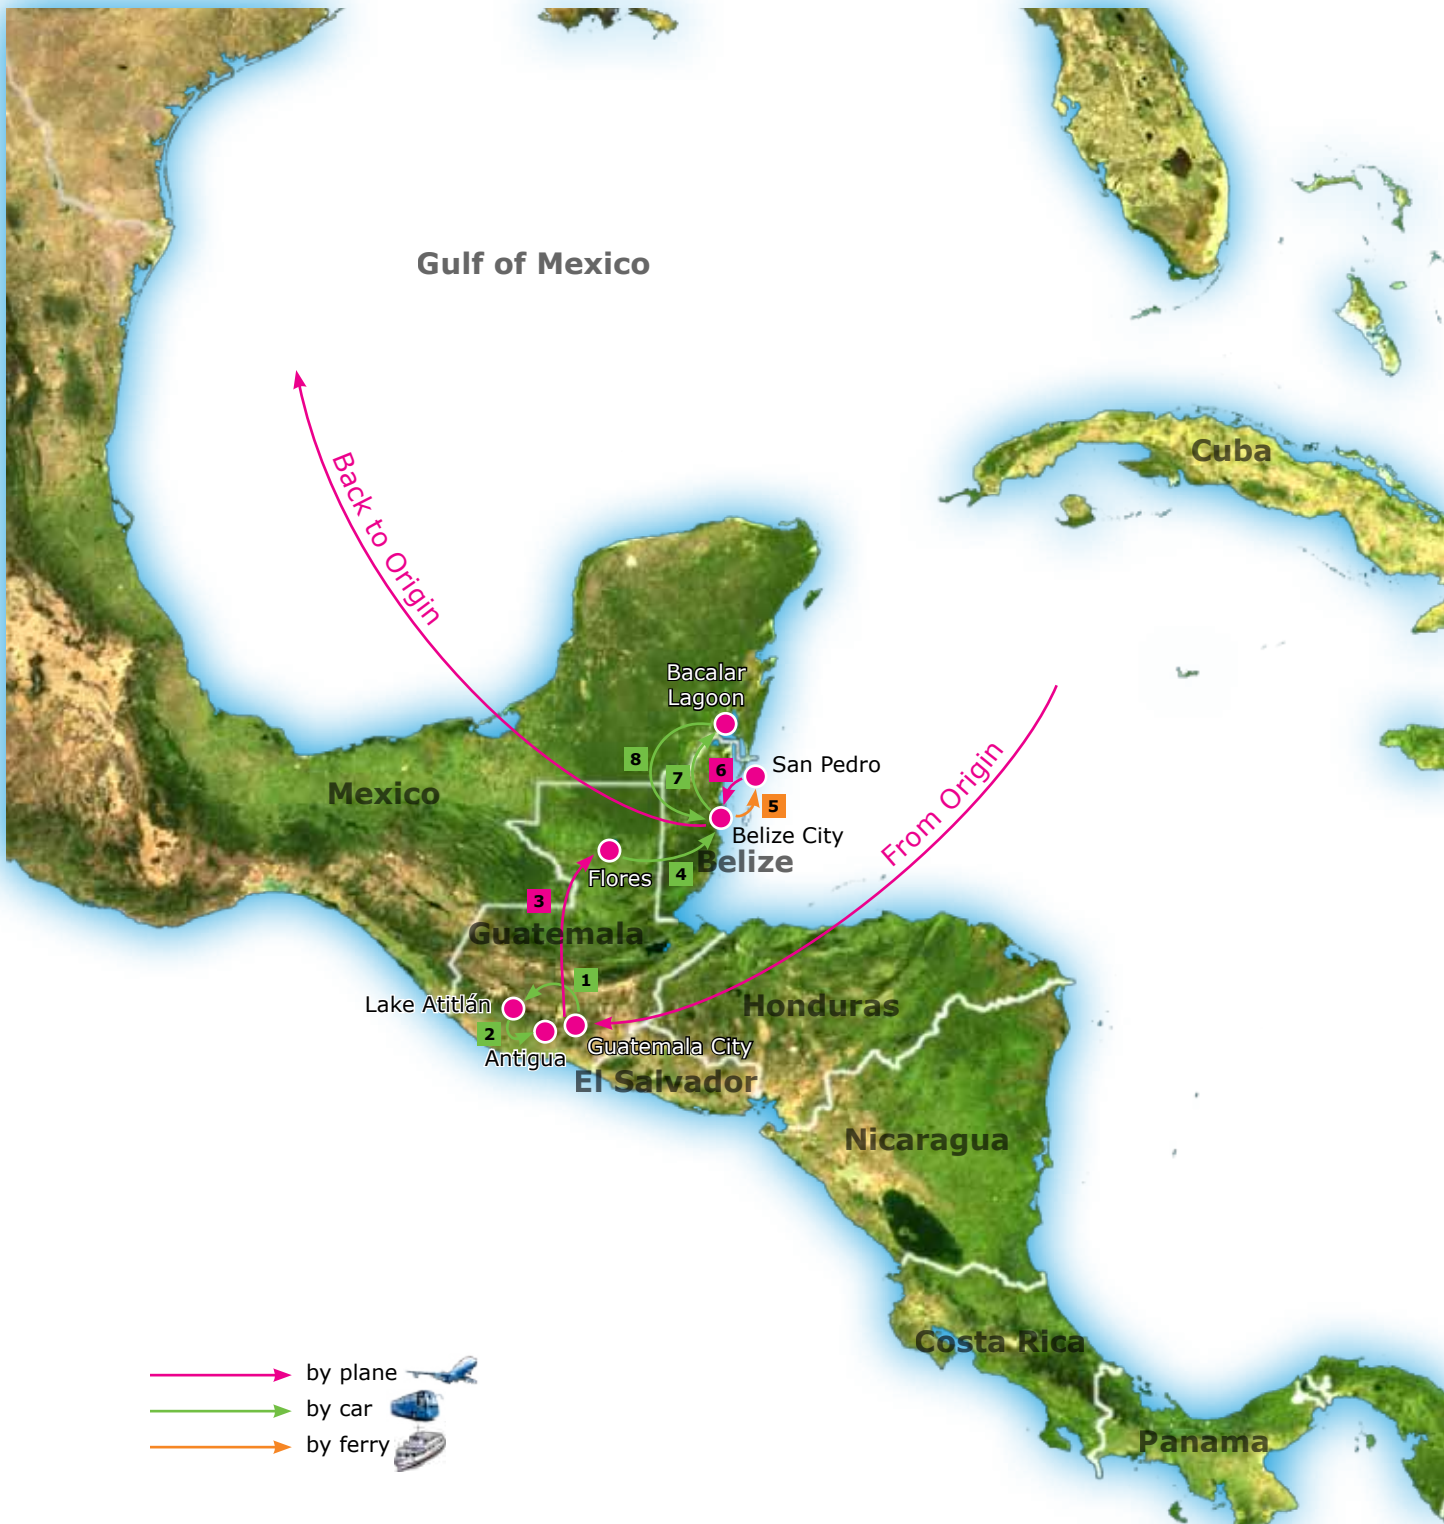 Gulf of Mexico
Cuba
Back to Origin
Bacalar
Lagoon
8
7
6
San Pedro
5
Mexico
From Origin
Belize City
Belize
Flores
4
3
Guatemala
1
Lake Atitlán
Honduras
2
Antigua
Guatemala City
El Salvador
Nicaragua
Costa Rica
by plane
by car
by ferry
Panama